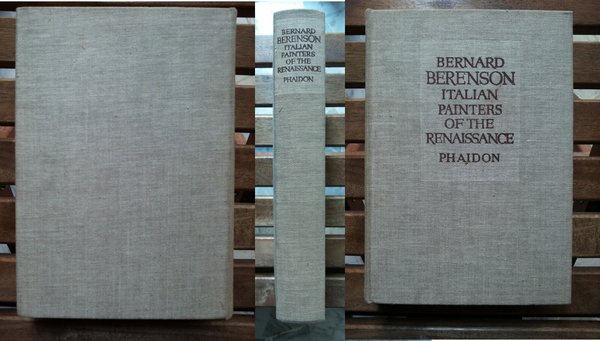 BERNARD
BERENSON
ITALIAN
PAINTERS
OF THE
RENAISSANCE
PHAIDON
BERNARD
BERENSON
ITALIAN
PAINTERS
OF THE
RENAISSANCE
PHAIDON